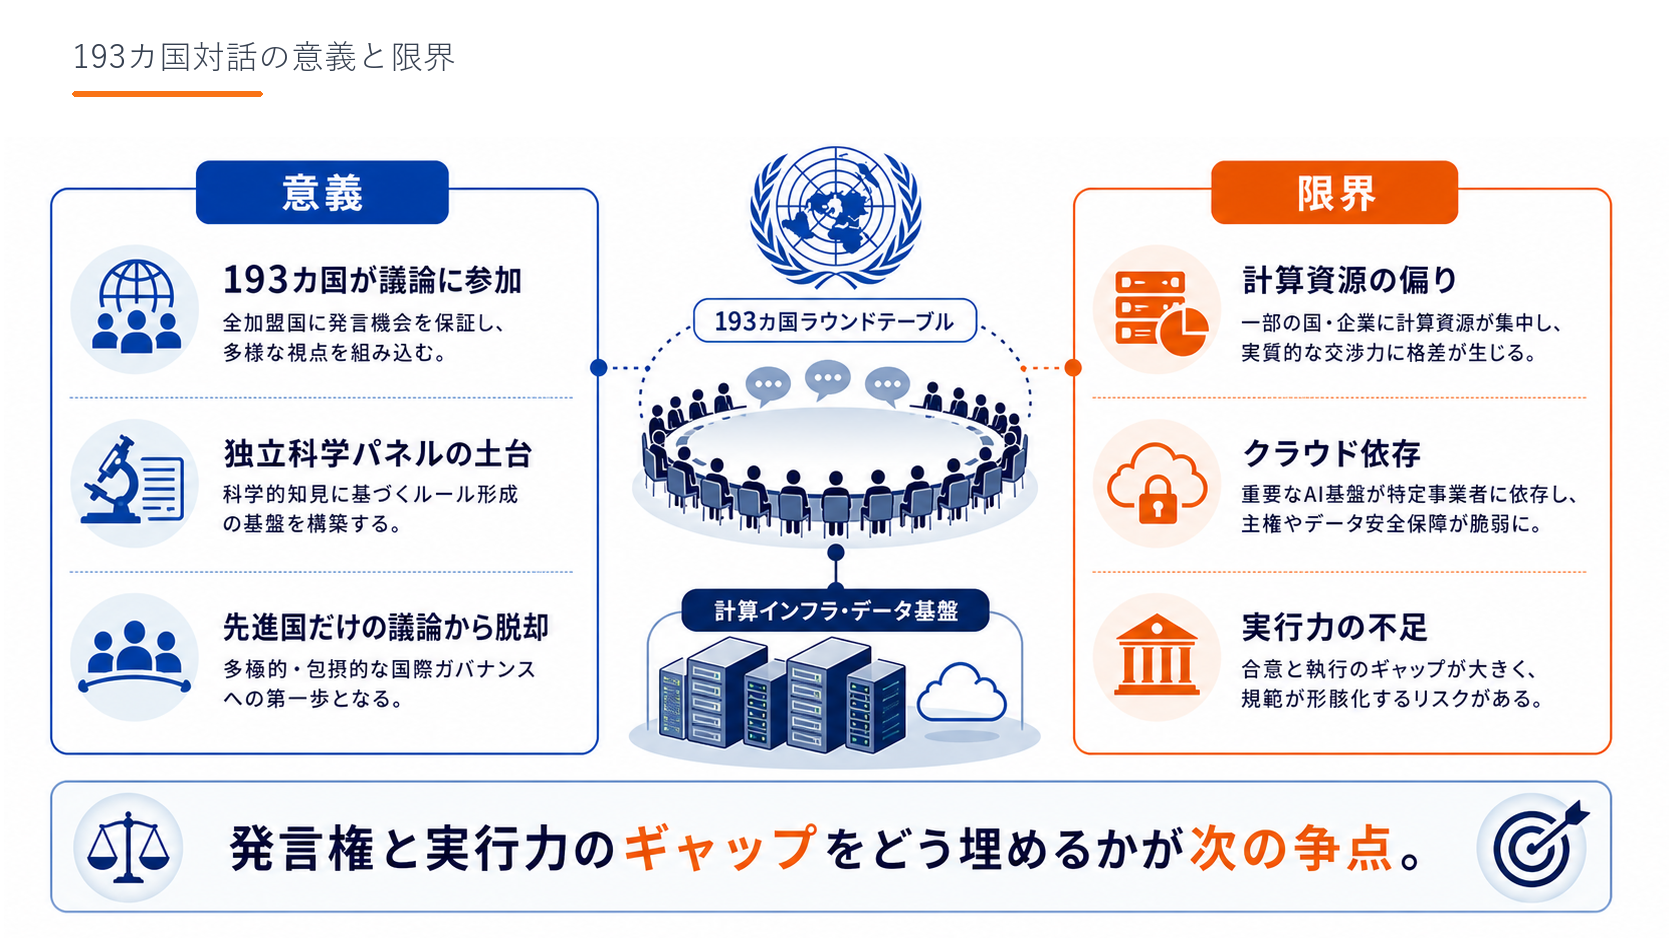 193カ国対話の意義と限界
意義
193カ国が議論に参加
全加盟国に発言機会を保証し、
多様な視点を組み込む。
独立科学パネルの土台
科学的知見に基づくルール形成
の基盤を構築する。
先進国だけの議論から脱却
多極的・包摂的な国際ガバナンス
への第一歩となる。
193カ国ラウンドテーブル
計算インフラ・データ基盤
限界
計算資源の偏り
一部の国・企業に計算資源が集中し、
実質的な交渉力に格差が生じる。
クラウド依存
重要なAI基盤が特定事業者に依存し、
主権やデータ安全保障が脆弱に。
実行力の不足
合意と執行のギャップが大きく、
規範が形骸化するリスクがある。
発言権と実行力のギャップをどう埋めるかが次の争点。